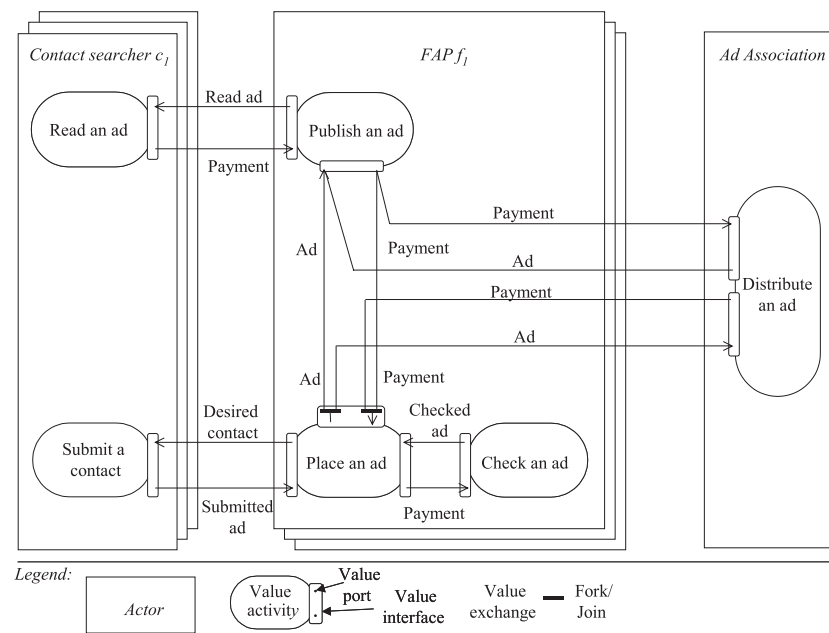 Contact searcher c1
FAP f1
Ad Association
Read ad
Read an ad
Publish an ad
Payment
Payment
Ad
Payment
Ad
Payment
Distribute
an ad
Ad
Ad
Payment
Desired
contact
Checked
ad
Submit a
contact
Place an ad
Check an ad
Submitted
ad
Payment
Legend:
Actor
Value
activity
Value
port
Value
interface
Value
exchange
Fork/
Join